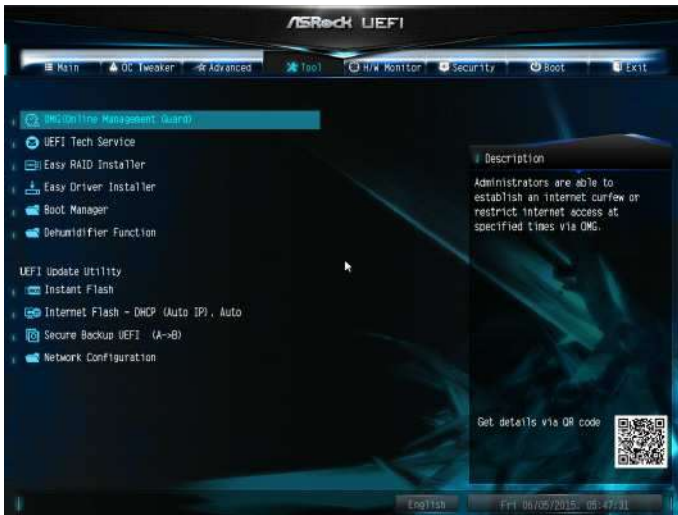 ASRock UEFI
Main
OC Tweaker
Advanced
Tool
H/W Monitor
Security
Boot
Exit
OMG(Online Management Guard)
UEFI Tech Service
Easy RAID Installer
Easy Driver Installer
Boot Manager
Dehumidifier Function
UEFI Update Utility
Instant Flash
Internet Flash - DHCP (Auto IP), Auto
Secure Backup UEFI (A->B)
Network Configuration
Description
Administrators are able to
establish an internet curfew or
restrict internet access at
specified times via OMG.
Get details via QR code
English
Fri 06/05/2015, 05:47:31